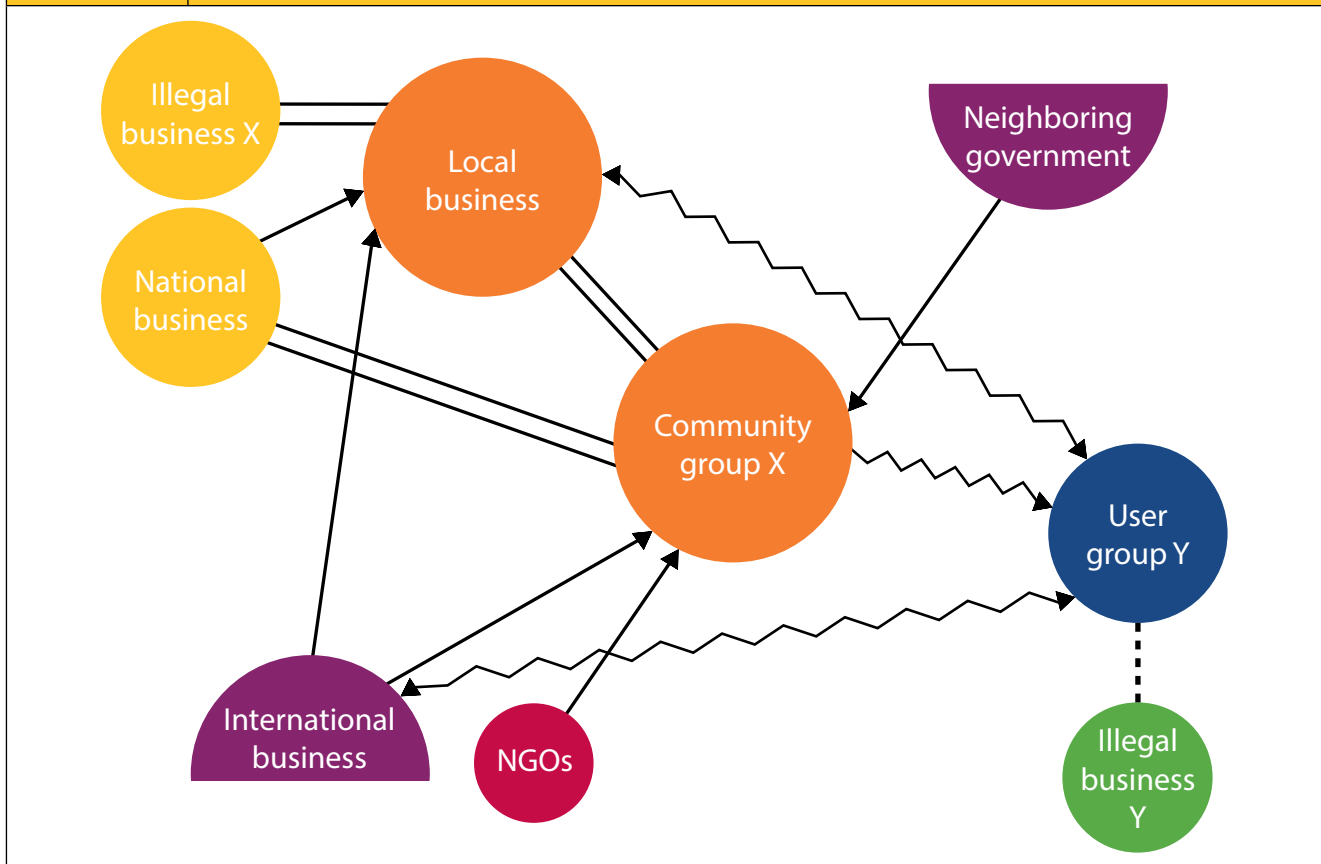 Illegal
business X
Local
business
Neighboring
government
National
business
Community
group X
User
group Y
International
business
NGOs
Illegal
business
Y